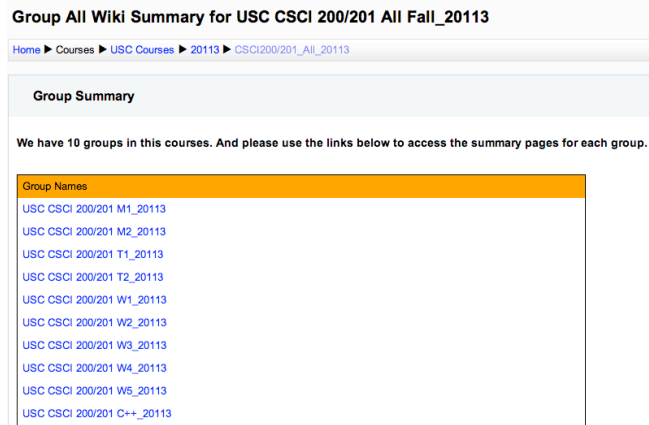 Group All Wiki Summary for USC CSCI 200/201 All Fall_20113
Home ► Courses ► USC Courses ► 20113 ► CSCI200/201_All_20113
Group Summary
We have 10 groups in this courses. And please use the links below to access the summary pages for each group.
Group Names
USC CSCI 200/201 M1_20113
USC CSCI 200/201 M2_20113
USC CSCI 200/201 T1_20113
USC CSCI 200/201 T2_20113
USC CSCI 200/201 W1_20113
USC CSCI 200/201 W2_20113
USC CSCI 200/201 W3_20113
USC CSCI 200/201 W4_20113
USC CSCI 200/201 W5_20113
USC CSCI 200/201 C++_20113